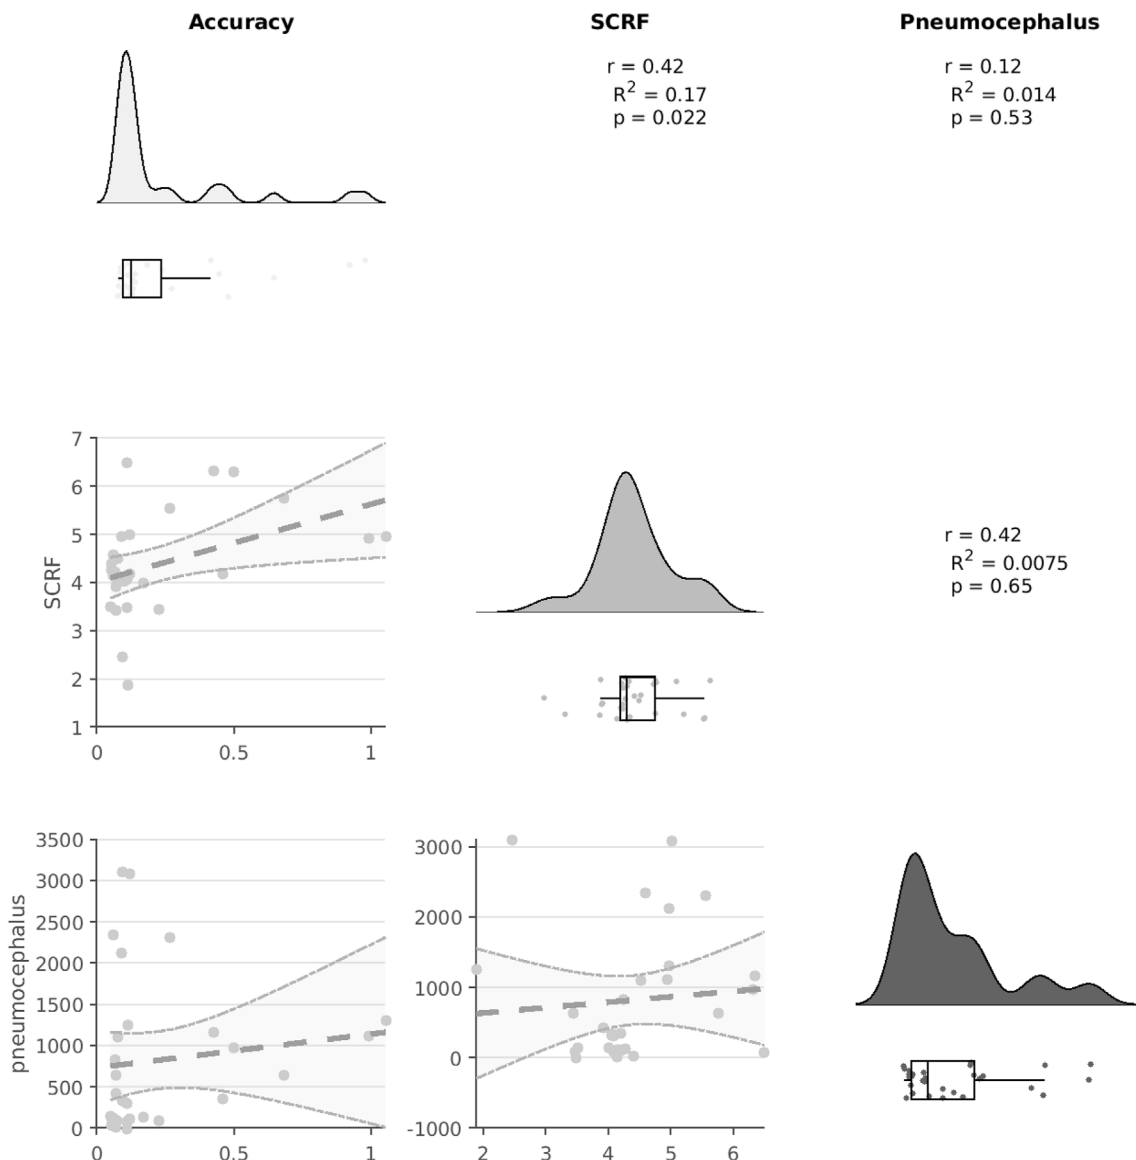 Accuracy SCRF Pneumocephalus
r = 0.42
R² = 0.17
p = 0.022
r = 0.12
R² = 0.014
p = 0.53
7
6
5
4
3
2
1
SCRF
0 0.5 1
r = 0.42
R² = 0.0075
p = 0.65
3500
3000
2500
2000
1500
1000
500
0
pneumocephalus
0 0.5 1
3000
2000
1000
0
-1000
2 3 4 5 6